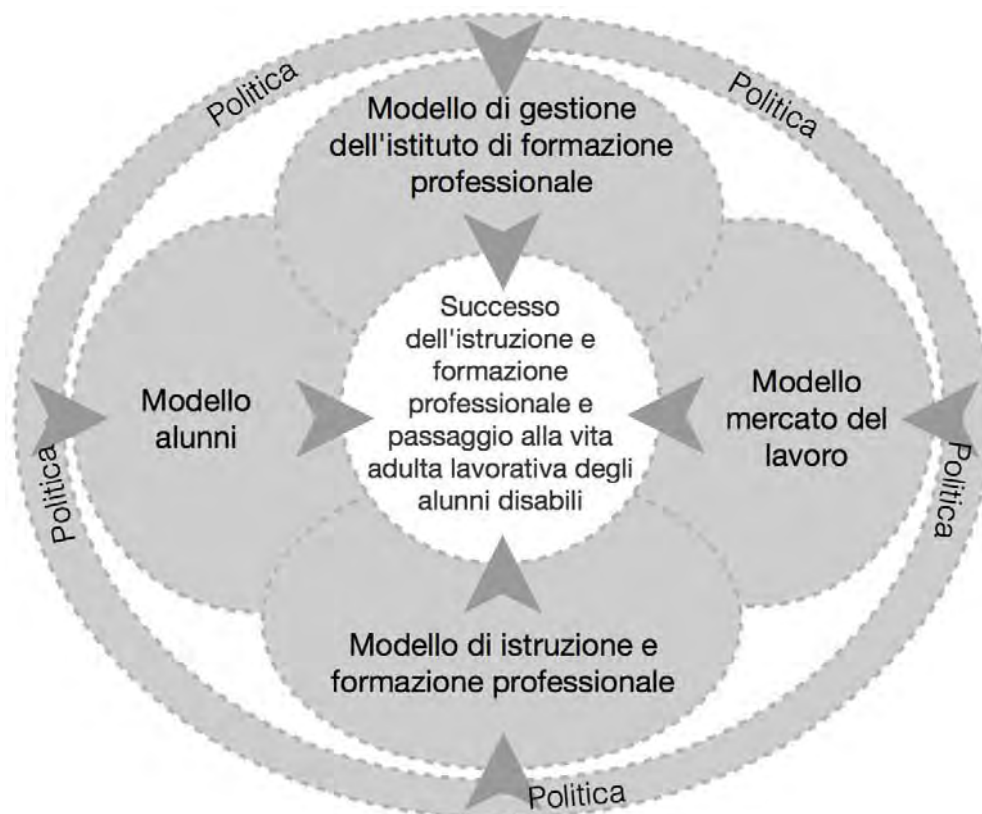 Politica
Politica
Modello di gestione
dell'istituto di formazione
professionale
Successo
dell'istruzione e
formazione
professionale e
passaggio alla vita
adulta lavorativa degli
alunni disabili
Modello
alunni
Modello
mercato del
lavoro
Politica
Politica
Modello di istruzione e
formazione professionale
Politica